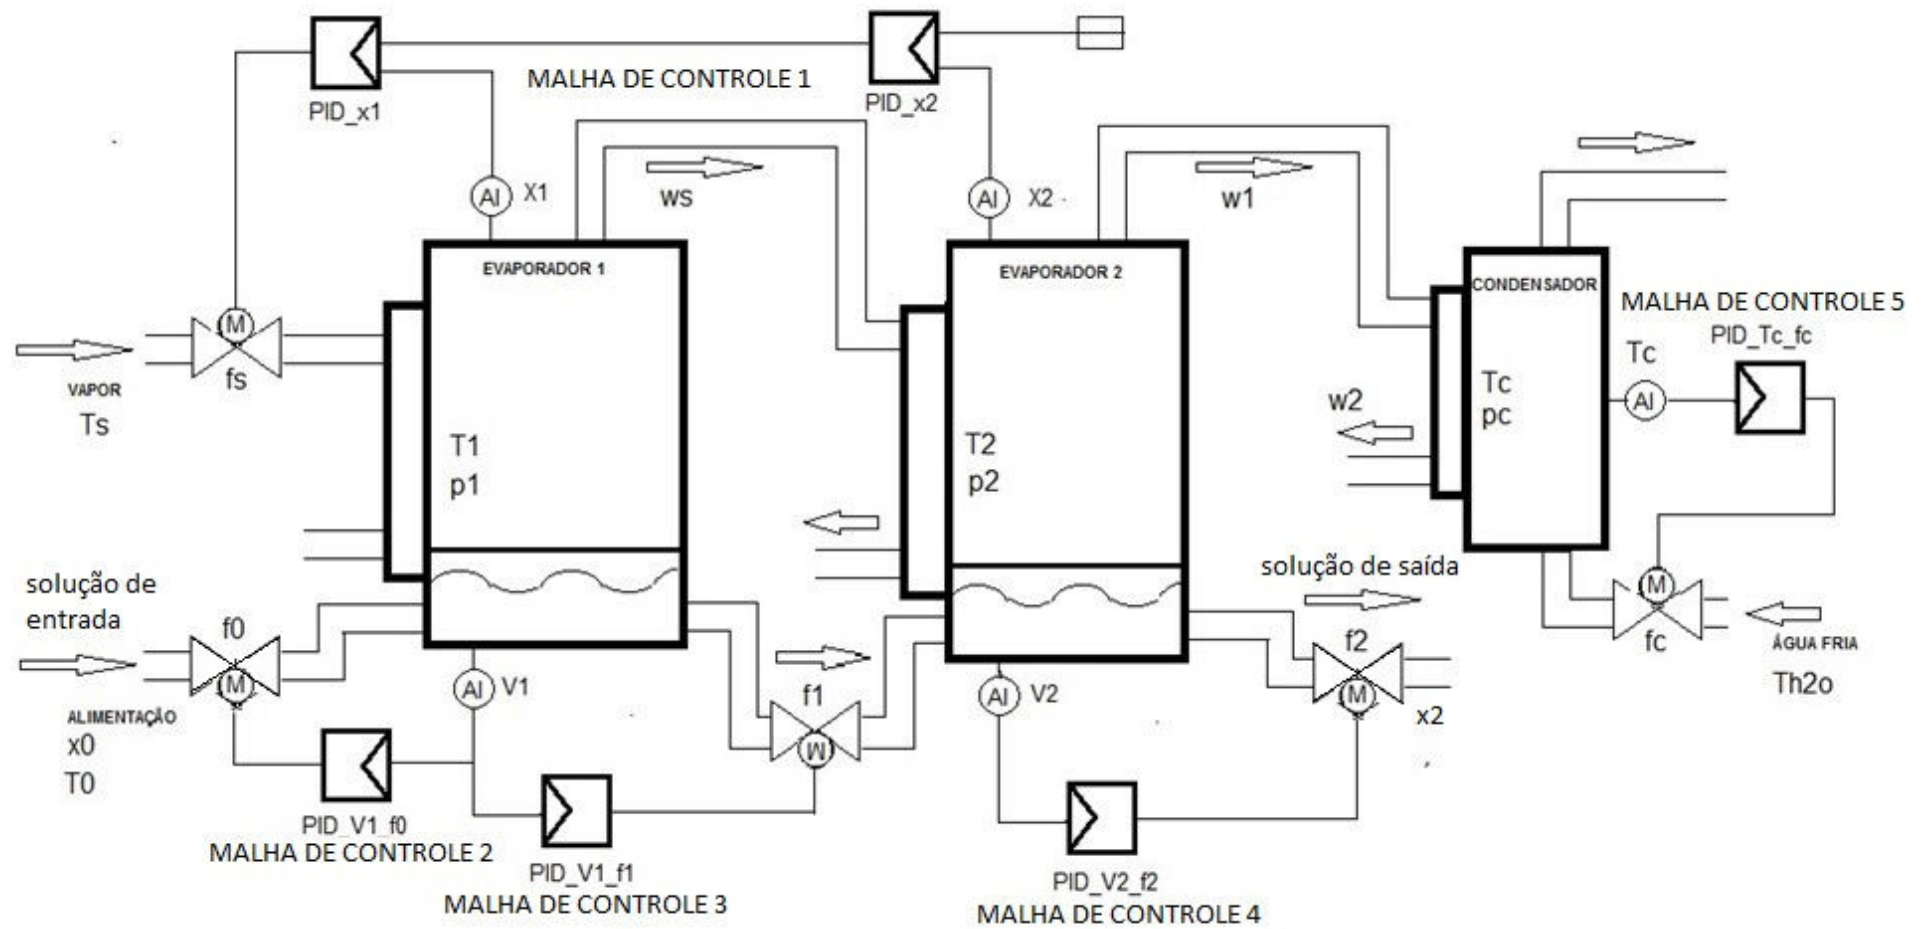 MALHA DE CONTROLE 1
PID_x1
PID_x2
AI
X1
ws
AI
X2
w1
EVAPORADOR 1
EVAPORADOR 2
CONDENSADOR
MALHA DE CONTROLE 5
PID_Tc_fc
M
fs
VAPOR
Ts
Tc
AI
Tc
pc
w2
T1
p1
T2
p2
solução de
entrada
solução de saída
f0
M
ALIMENTAÇÃO
x0
T0
AI
V1
f1
M
AI
V2
f2
M
x2
M
fc
ÁGUA FRIA
Th2o
PID_V1_f0
MALHA DE CONTROLE 2
PID_V1_f1
MALHA DE CONTROLE 3
PID_V2_f2
MALHA DE CONTROLE 4